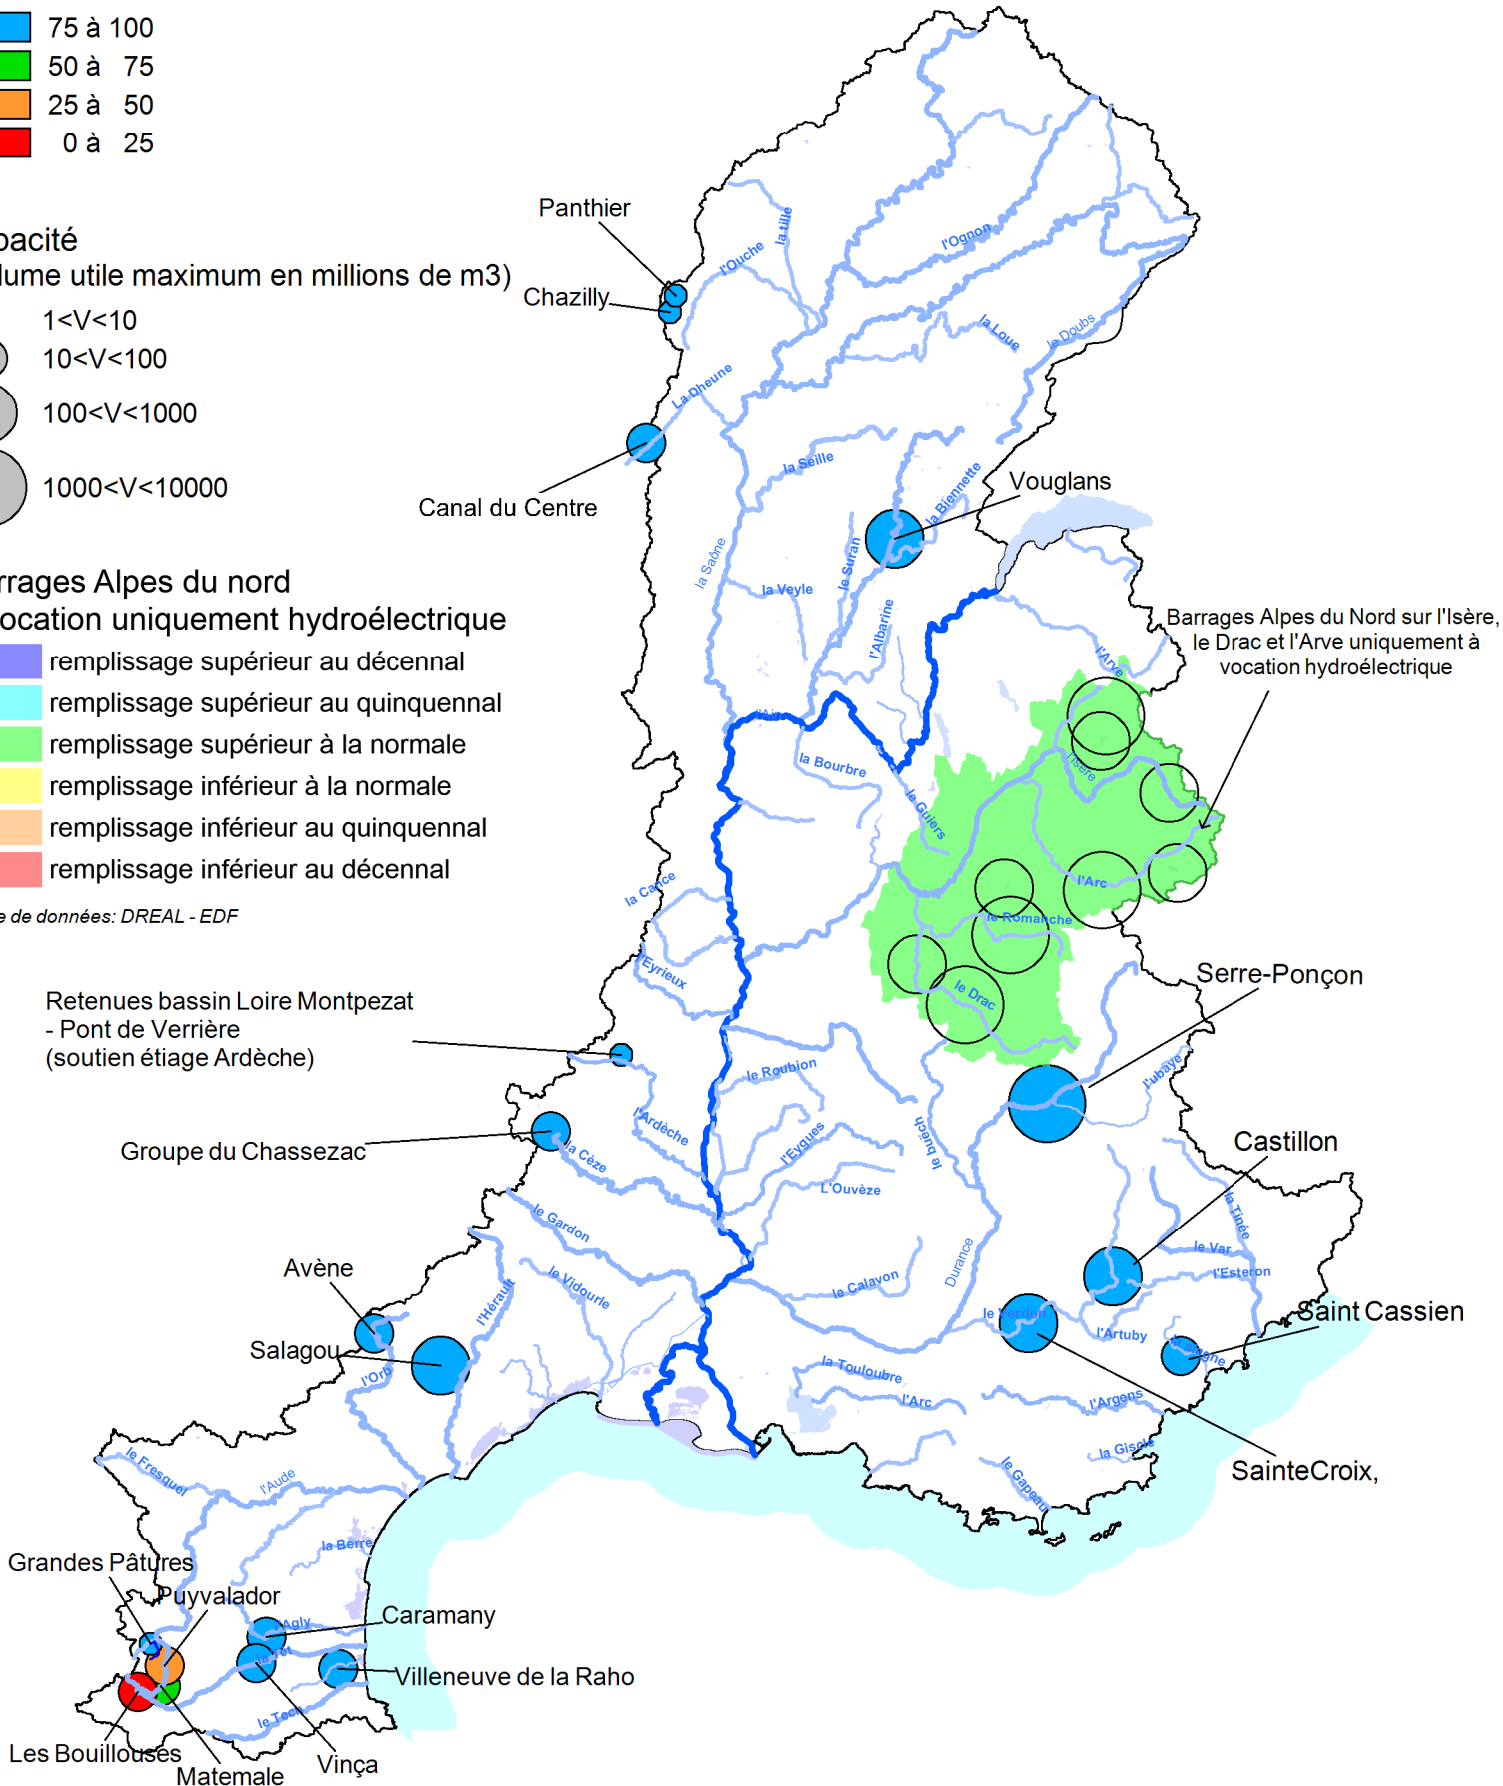 75 à 100
50 à 75
25 à 50
0 à 25
pacité
lume utile maximum en millions de m3)
1<V<10
10<V<100
100<V<1000
1000<V<10000
rrages Alpes du nord
ocation uniquement hydroélectrique
remplissage supérieur au décennal
remplissage supérieur au quinquennal
remplissage supérieur à la normale
remplissage inférieur à la normale
remplissage inférieur au quinquennal
remplissage inférieur au décennal
e de données: DREAL - EDF
Panthier
Chazilly
la tille
l'Ouche
l'Ognon
la Loue
le Doubs
La Dheune
Canal du Centre
la Seille
la Biennette
Vouglans
la Saône
le Suran
la Veyle
l'Albarine
Barrages Alpes du Nord sur l'Isère,
le Drac et l'Arve uniquement à
vocation hydroélectrique
l'Arve
l'Ain
la Bourbre
l'Isère
le Guiers
la Cance
l'Arc
le Romanche
l'Eyrieux
le Drac
Serre-Ponçon
Retenues bassin Loire Montpezat
- Pont de Verrière
(soutien étiage Ardèche)
le Roubion
l'ubaye
l'Ardèche
le buëch
l'Eygues
Groupe du Chassezac
la Cèze
Castillon
L'Ouvèze
le Gardon
la Tinée
le Var
l'Esteron
Durance
Avène
le Vidourle
l'Hérault
le Calavon
le Verdon
Saint Cassien
l'Artuby
Salagou
l'Orb
la Touloubre
l'Arc
l'Argens
la Giscle
le Gapeau
SainteCroix,
le Fresquel
l'Aude
la Berre
Grandes Pâtures
Puyvalador
l'Agly
Caramany
la Têt
Villeneuve de la Raho
le Tech
Les Bouillouses
Vinça
Matemale